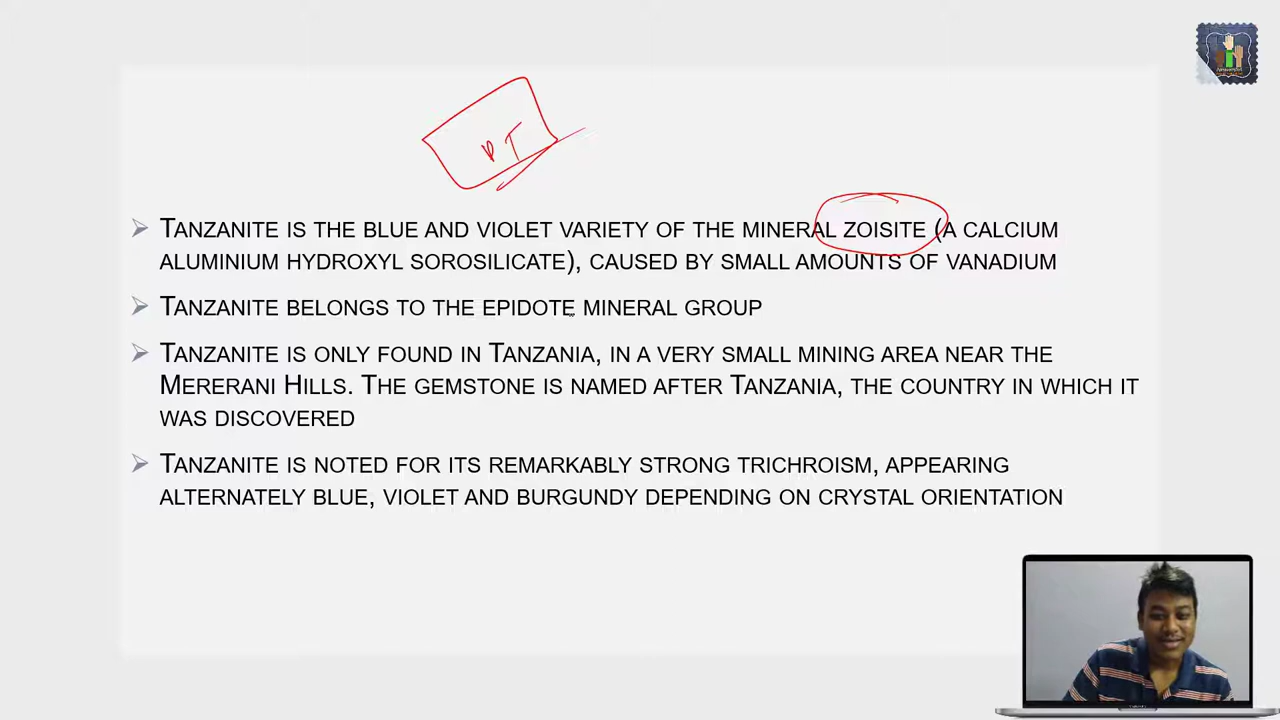 PT
TANZANITE IS THE BLUE AND VIOLET VARIETY OF THE MINERAL ZOISITE (A CALCIUM
ALUMINIUM HYDROXYL SOROSILICATE), CAUSED BY SMALL AMOUNTS OF VANADIUM
TANZANITE BELONGS TO THE EPIDOTE MINERAL GROUP
TANZANITE IS ONLY FOUND IN TANZANIA, IN A VERY SMALL MINING AREA NEAR THE
MERERANI HILLS. THE GEMSTONE IS NAMED AFTER TANZANIA, THE COUNTRY IN WHICH IT
WAS DISCOVERED
TANZANITE IS NOTED FOR ITS REMARKABLY STRONG TRICHROISM, APPEARING
ALTERNATELY BLUE, VIOLET AND BURGUNDY DEPENDING ON CRYSTAL ORIENTATION